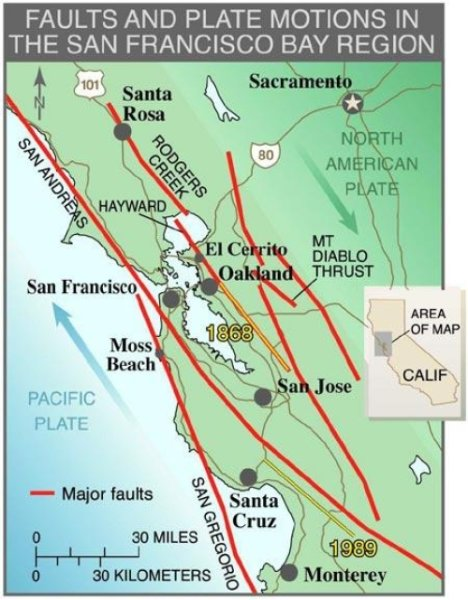 FAULTS AND PLATE MOTIONS IN
THE SAN FRANCISCO BAY REGION
N
101
Santa
Rosa
Sacramento
SAN ANDREAS
RODGERS
CREEK
80
NORTH
AMERICAN
PLATE
HAYWARD
El Cerrito
Oakland
MT
DIABLO
THRUST
San Francisco
1868
AREA
OF MAP
CALIF
Moss
Beach
PACIFIC
PLATE
San Jose
Major faults
SAN GREGORIO
Santa
Cruz
1989
0 30 MILES
0 30 KILOMETERS
Monterey